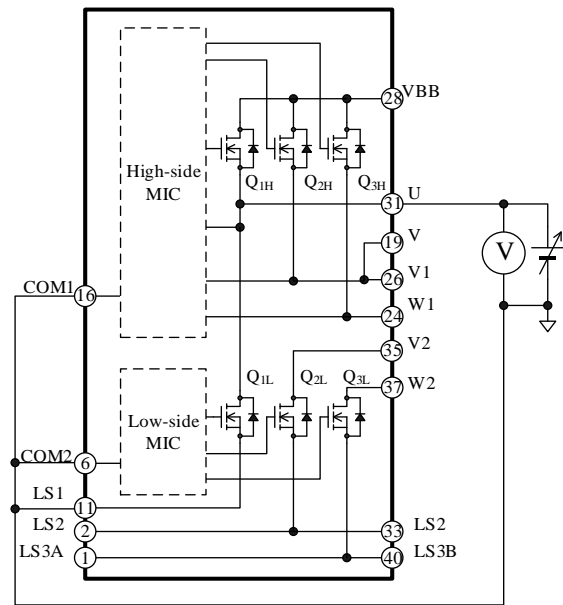 VBB
28
High-side
MIC
Q1H
Q2H
Q3H
U
31
V
19
V
V1
26
COM1
16
W1
24
V2
35
Q1L
Q2L
Q3L
W2
37
Low-side
MIC
COM2
6
LS1
11
LS2
2
33
LS2
LS3A
1
40
LS3B